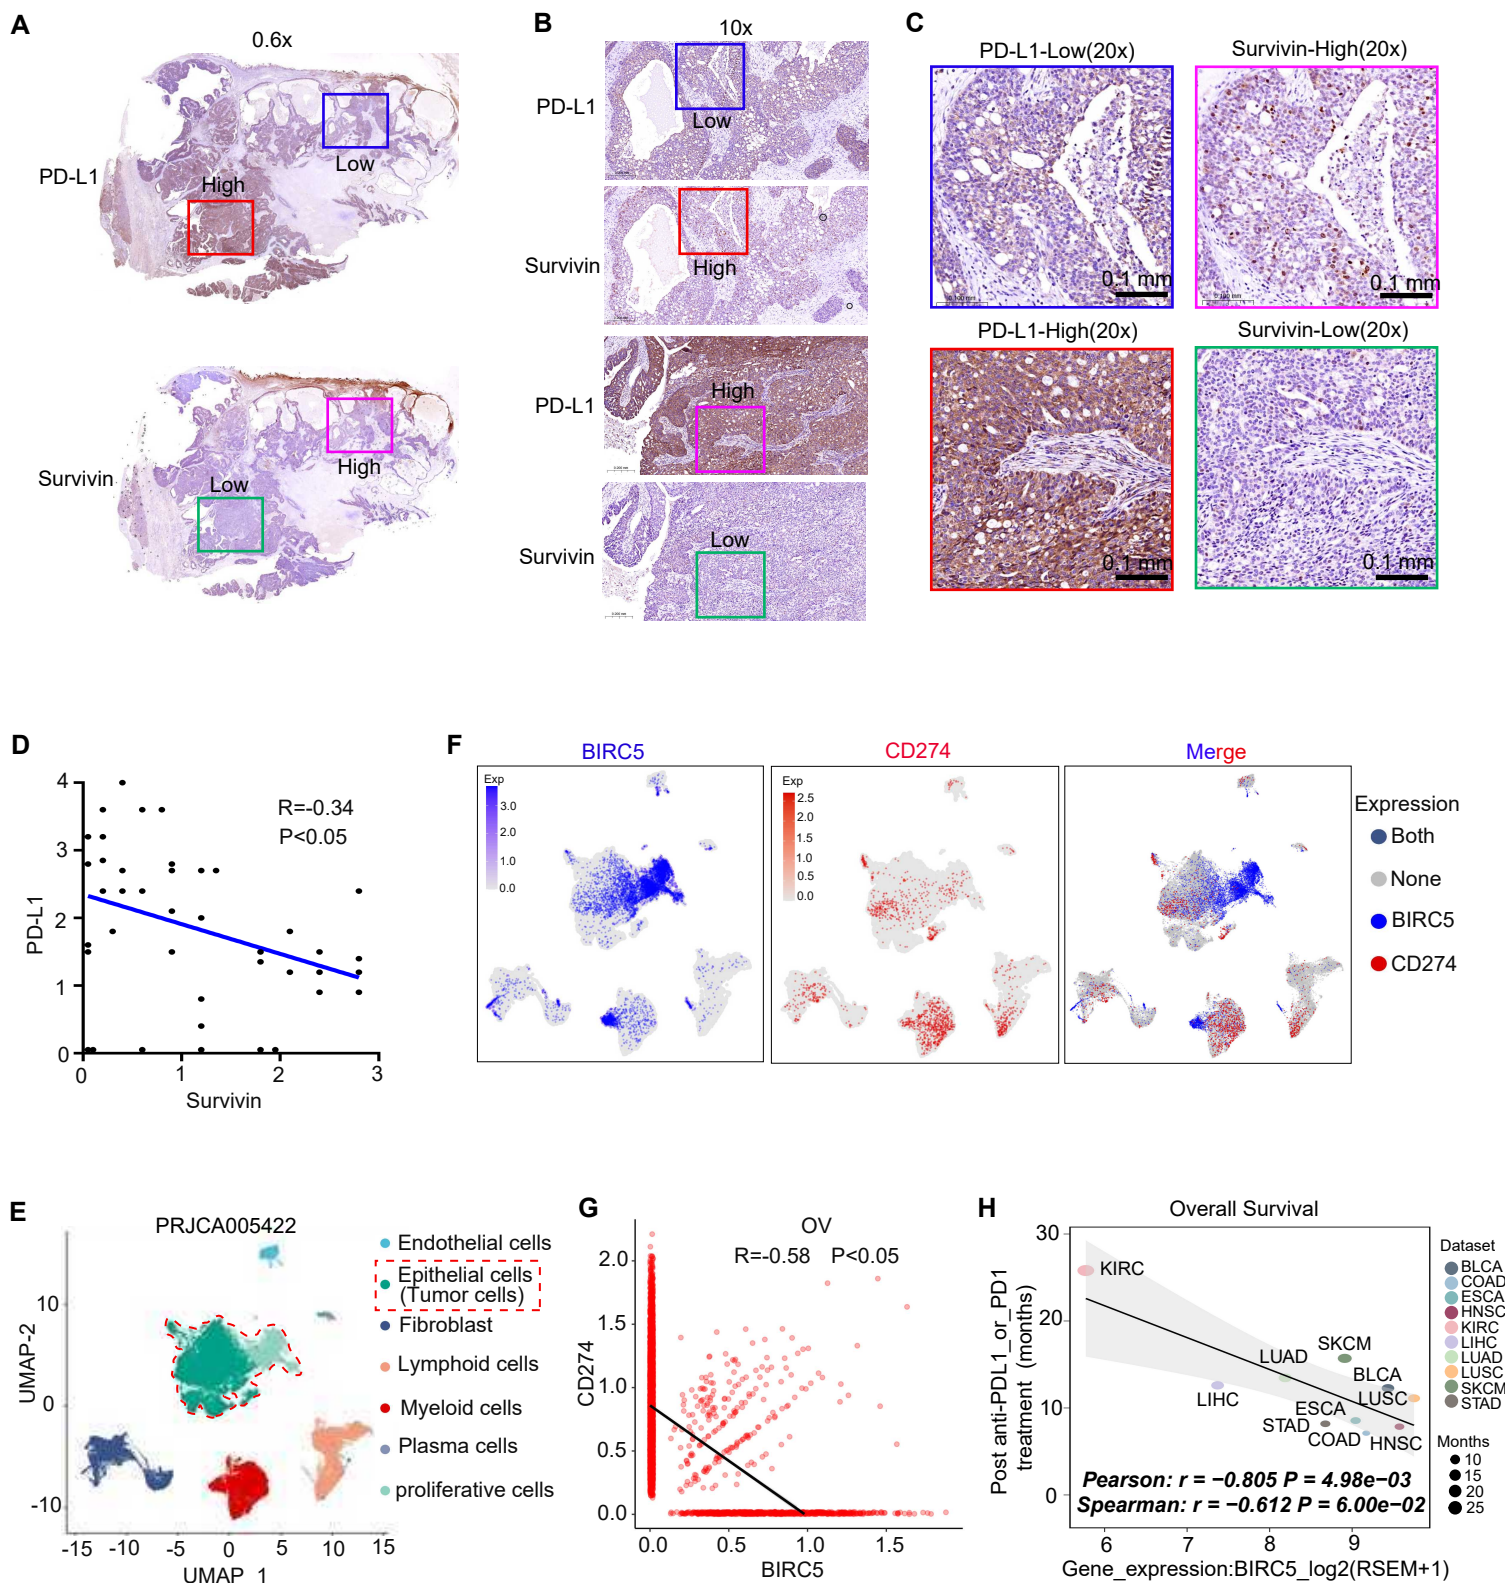 A
0.6x
PD-L1
High
Low
Survivin
Low
High
B
10x
PD-L1
Low
Survivin
High
PD-L1
High
Survivin
Low
C
PD-L1-Low(20x)
Survivin-High(20x)
0.1 mm
0.1 mm
PD-L1-High(20x)
Survivin-Low(20x)
0.1 mm
0.1 mm
D
4
3
2
1
0
0
1
2
3
R=-0.34
P<0.05
PD-L1
Survivin
F
BIRC5
CD274
Merge
Exp
3.0
2.0
1.0
0.0
Exp
2.5
2.0
1.5
1.0
0.5
0.0
Expression
Both
None
BIRC5
CD274
E
PRJCA005422
10
0
-10
UMAP-2
-15
-10
-5
0
5
10
15
UMAP_1
Endothelial cells
Epithelial cells
(Tumor cells)
Fibroblast
Lymphoid cells
Myeloid cells
Plasma cells
proliferative cells
G
OV
R=-0.58 P<0.05
2.0
1.5
1.0
0.5
0.0
CD274
0.0
0.5
1.0
1.5
BIRC5
H
Overall Survival
30
20
10
0
Post anti-PDL1_or_PD1
treatment (months)
KIRC
LIHC
LUAD
SKCM
BLCA
LUSC
ESCA
STAD
COAD
HNSC
Pearson: r = −0.805 P = 4.98e−03
Spearman: r = −0.612 P = 6.00e−02
6
7
8
9
Gene_expression:BIRC5_log2(RSEM+1)
Dataset
BLCA
COAD
ESCA
HNSC
KIRC
LIHC
LUAD
LUSC
SKCM
STAD
Months
10
15
20
25